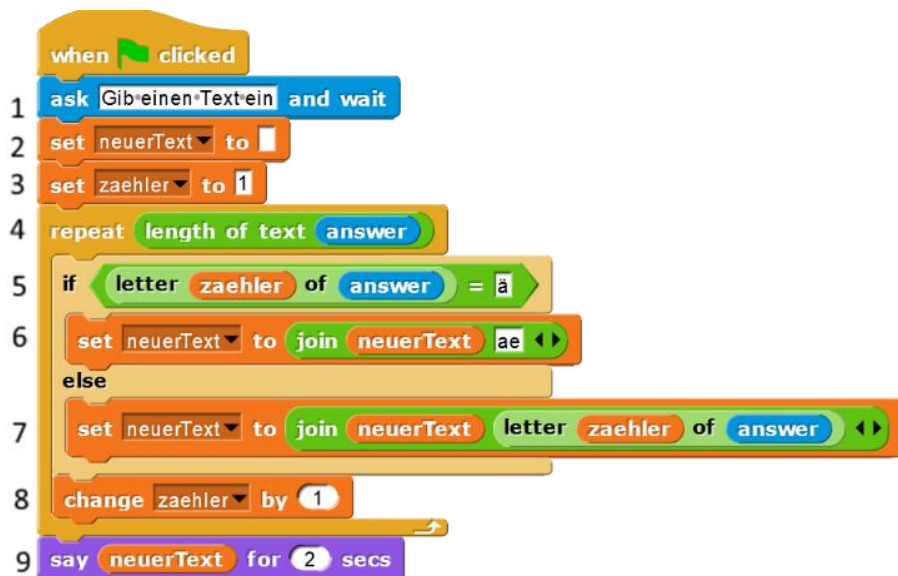 when clicked
1 ask Gib einen Text ein and wait
2 set neuerText to
3 set zaehler to 1
4 repeat length of text answer
5 if letter zaehler of answer = ä
6 set neuerText to join neuerText ae
else
7 set neuerText to join neuerText letter zaehler of answer
8 change zaehler by 1
9 say neuerText for 2 secs